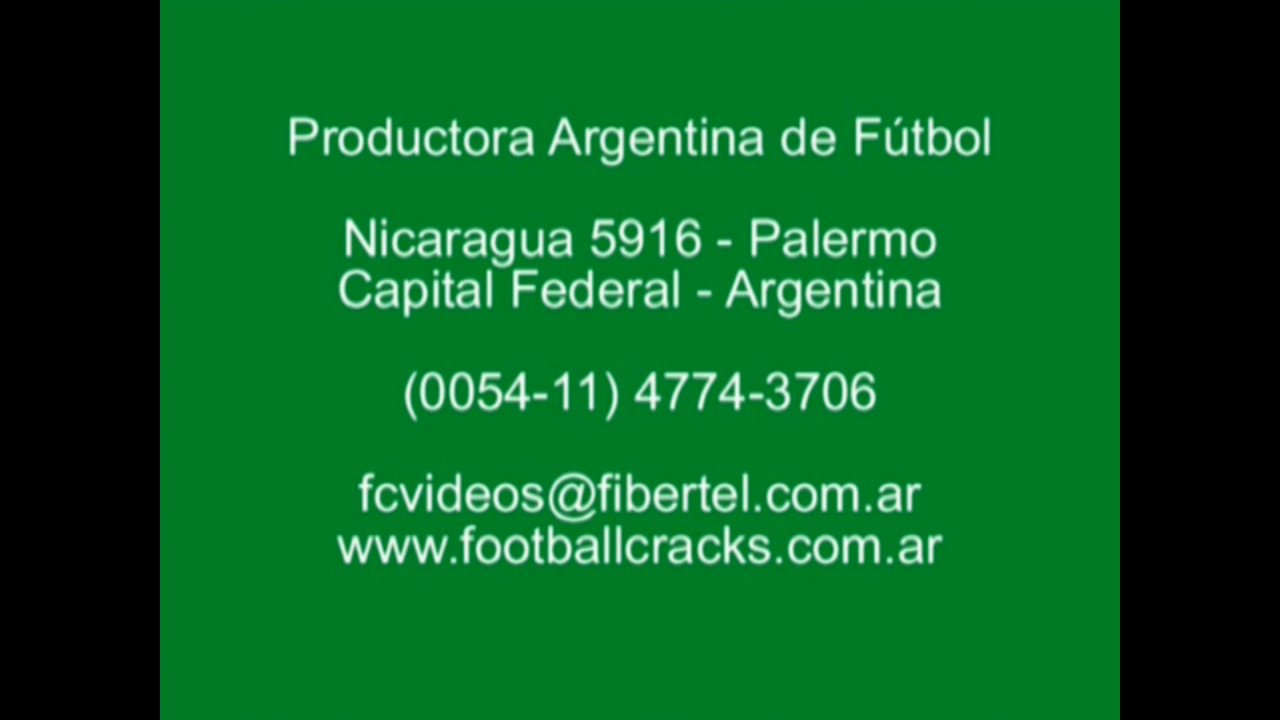 Productora Argentina de Fútbol
Nicaragua 5916 - Palermo
Capital Federal - Argentina
(0054-11) 4774-3706
fcvideos@fibertel.com.ar
www.footballcracks.com.ar